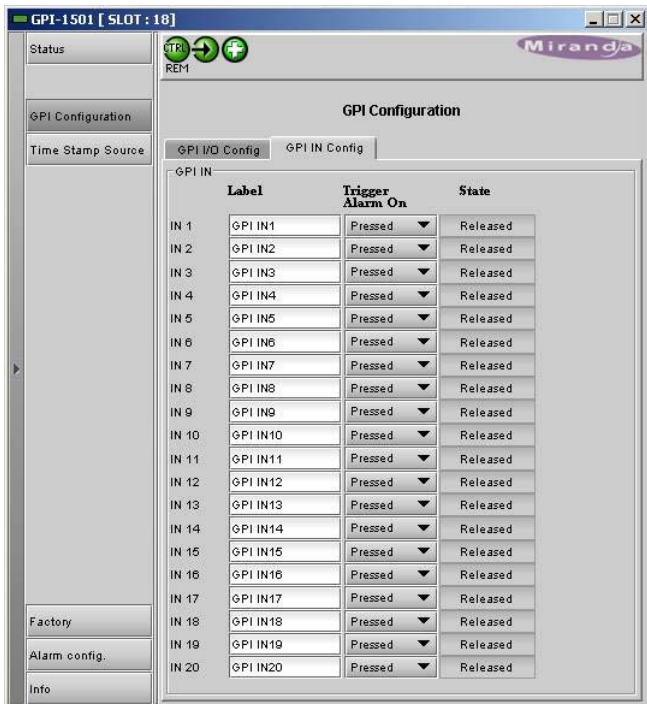 GPI-1501 [ SLOT : 18]
Status
GPI Configuration
Time Stamp Source
Factory
Alarm config.
Info
CTRL
REM
Miranda
GPI Configuration
GPI I/O Config GPI IN Config
GPI IN
Label Trigger Alarm On State
IN 1 GPI IN1 Pressed Released
IN 2 GPI IN2 Pressed Released
IN 3 GPI IN3 Pressed Released
IN 4 GPI IN4 Pressed Released
IN 5 GPI IN5 Pressed Released
IN 6 GPI IN6 Pressed Released
IN 7 GPI IN7 Pressed Released
IN 8 GPI IN8 Pressed Released
IN 9 GPI IN9 Pressed Released
IN 10 GPI IN10 Pressed Released
IN 11 GPI IN11 Pressed Released
IN 12 GPI IN12 Pressed Released
IN 13 GPI IN13 Pressed Released
IN 14 GPI IN14 Pressed Released
IN 15 GPI IN15 Pressed Released
IN 16 GPI IN16 Pressed Released
IN 17 GPI IN17 Pressed Released
IN 18 GPI IN18 Pressed Released
IN 19 GPI IN19 Pressed Released
IN 20 GPI IN20 Pressed Released